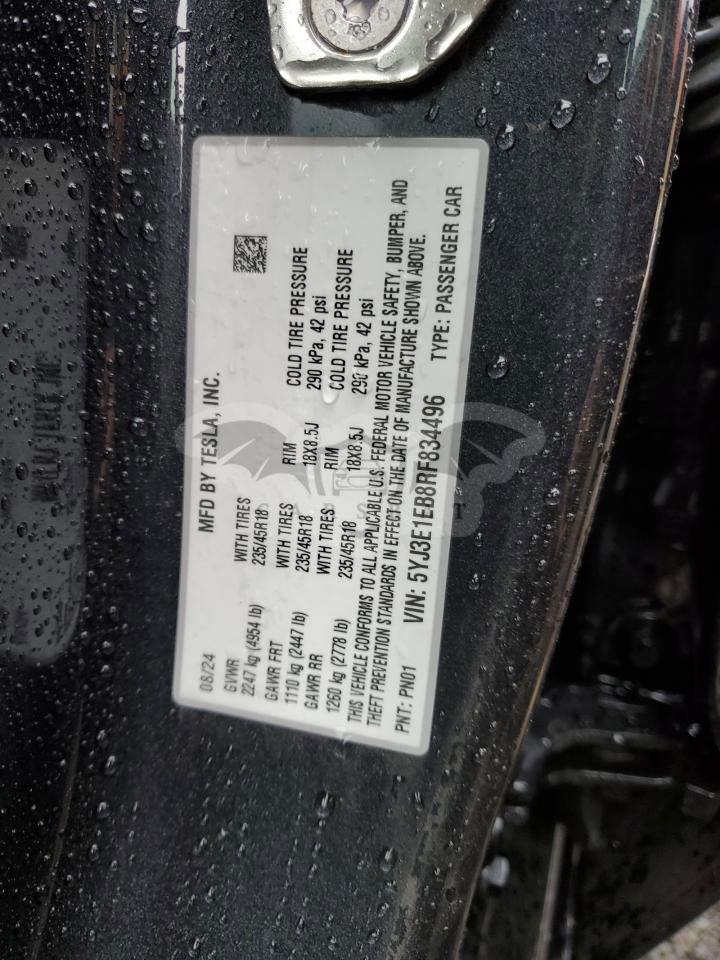 MFD BY TESLA, INC.
08/24
GVWR WITH TIRES RIM COLD TIRE PRESSURE
2247 kg (4954 lb) 235/45R18 18X8.5J 290 kPa, 42 psi
GAWR FRT WITH TIRES RIM COLD TIRE PRESSURE
1110 kg (2447 lb) 235/45R18 18X8.5J 290 kPa, 42 psi
GAWR RR WITH TIRES
1260 kg (2778 lb) 235/45R18
THIS VEHICLE CONFORMS TO ALL APPLICABLE U.S. FEDERAL MOTOR VEHICLE SAFETY, BUMPER, AND
THEFT PREVENTION STANDARDS IN EFFECT ON THE DATE OF MANUFACTURE SHOWN ABOVE.
PNT: PN01 VIN: 5YJ3E1EB8RF834496 TYPE: PASSENGER CAR